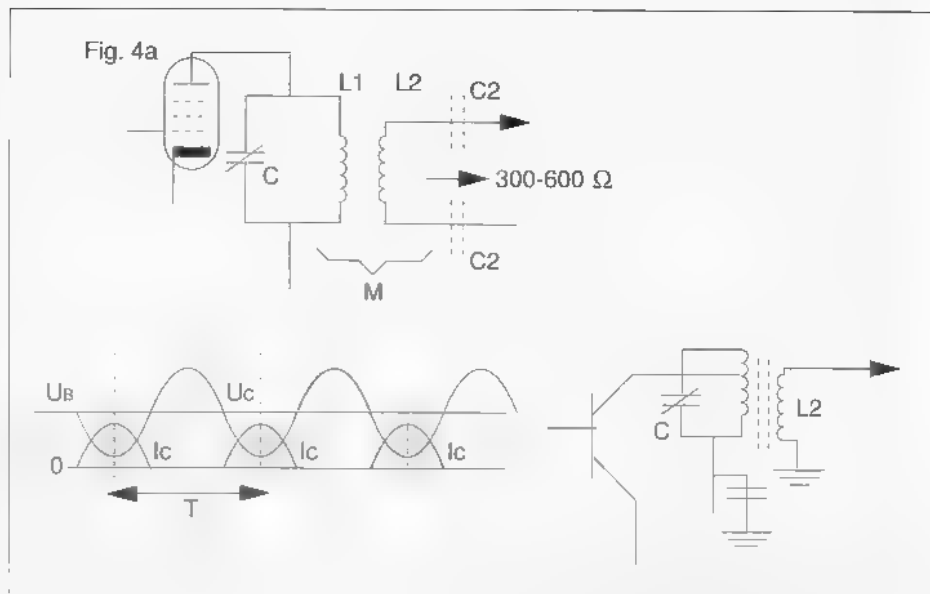 Fig. 4a
L1 L2 C2
C
300-600 Ω
C2
M
UB UC
Ic Ic Ic
0
T
C
L2